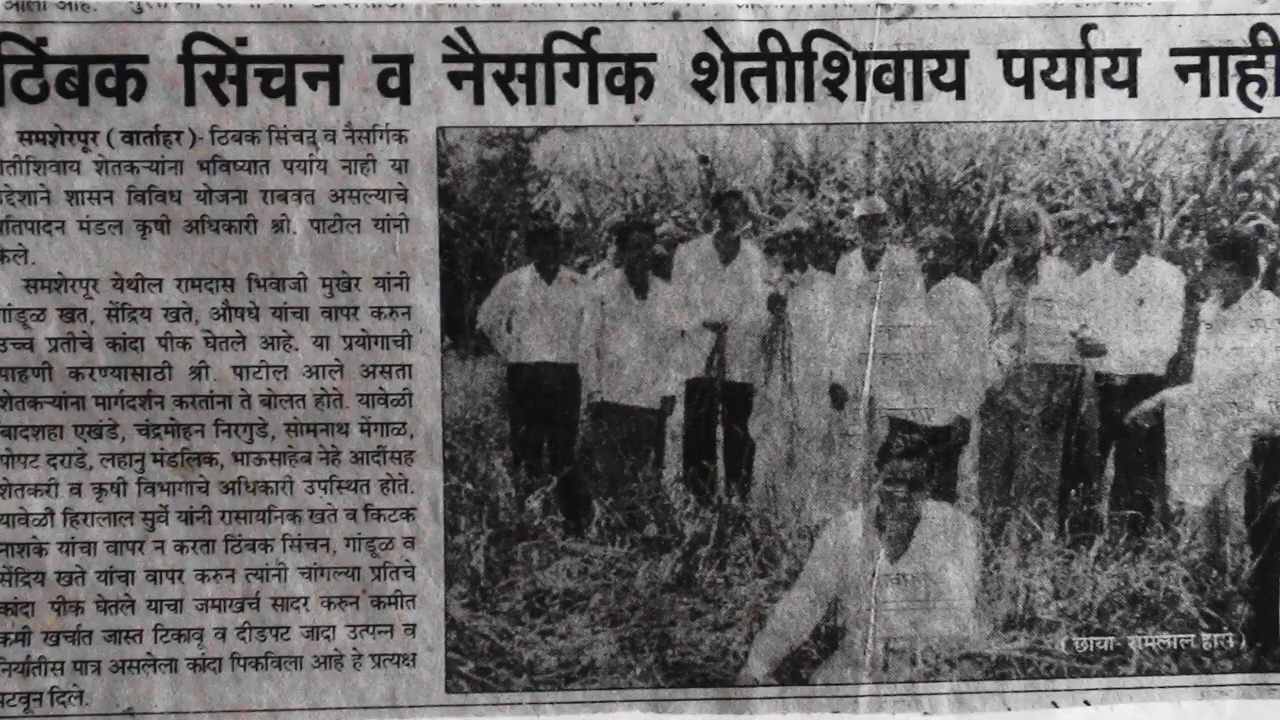 आला आहे.
ठिंबक सिंचन व नैसर्गिक शेतीशिवाय पर्याय नाही
समशेरपूर (वार्ताहर)- ठिबक सिंचन व नैसर्गिक
तीशिवाय शेतकऱ्यांना भविष्यात पर्याय नाही या
द्देशाने शासन विविध योजना राबवत असल्याचे
तिपादन मंडल कृषी अधिकारी श्री. पाटील यांनी
केले.
समशेरपूर येथील रामदास भिवाजी मुखेर यांनी
गांडूळ खत, सेंद्रिय खते, औषधे यांचा वापर करुन
उच्च प्रतीचे कांदा पीक घेतले आहे. या प्रयोगाची
पाहणी करण्यासाठी श्री. पाटील आले असता
शेतकऱ्यांना मार्गदर्शन करतांना ते बोलत होते. यावेळी
बादशहा एखंडे, चंद्रमोहन निरगुडे, सोमनाथ मेंगाळ,
पोपट दराडे, लहानु मंडलिक, भाऊसाहेब नेहे आदींसह
शेतकरी व कृषी विभागाचे अधिकारी उपस्थित होते.
यावेळी हिरालाल सुर्वे यांनी रासायनिक खते व किटक
नाशके यांचा वापर न करता ठिंबक सिंचन, गांडूळ व
सेंद्रिय खते यांचा वापर करुन त्यांनी चांगल्या प्रतिचे
कांदा पीक घेतले याचा जमाखर्च सादर करुन कमीत
कमी खर्चात जास्त टिकावू व दीडपट जादा उत्पन्न व
निर्यातीस पात्र असलेला कांदा पिकविला आहे हे प्रत्यक्ष
पटवून दिले.
(छाया- रामलाल हासे)